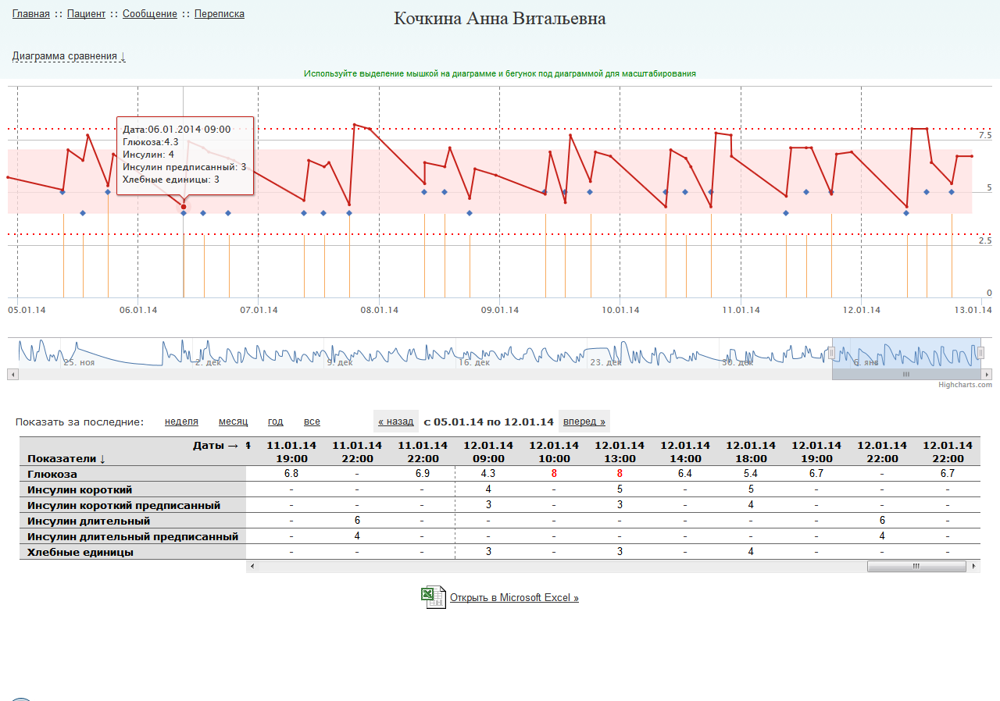 Главная :: Пациент :: Сообщение :: Переписка
Кочкина Анна Витальевна
Диаграмма сравнения ↓
Используйте выделение мышкой на диаграмме и бегунок под диаграммой для масштабирования
Дата:06.01.2014 09:00
Глюкоза:4.3
Инсулин: 4
Инсулин предписанный: 3
Хлебные единицы: 3
7.5
5
2.5
0
05.01.14 06.01.14 07.01.14 08.01.14 09.01.14 10.01.14 11.01.14 12.01.14 13.01.14
25. ноя 2. дек 9. дек 16. дек 23. дек 30. дек 6. янв
Highcharts.com
Показать за последние: неделя месяц год все « назад с 05.01.14 по 12.01.14 вперед »
Даты → 4 11.01.14 11.01.14 11.01.14 12.01.14 12.01.14 12.01.14 12.01.14 12.01.14 12.01.14 12.01.14 12.01.14
Показатели ↓ 19:00 22:00 22:00 09:00 10:00 13:00 14:00 18:00 19:00 22:00 22:00
Глюкоза 6.8 - 6.9 4.3 8 8 6.4 5.4 6.7 - 6.7
Инсулин короткий - - - 4 - 5 - 5 - - -
Инсулин короткий предписанный - - - 3 - 3 - 4 - - -
Инсулин длительный - 6 - - - - - - - 6 -
Инсулин длительный предписанный - 4 - - - - - - - 4 -
Хлебные единицы - - - 3 - 3 - 4 - - -
Открыть в Microsoft Excel »